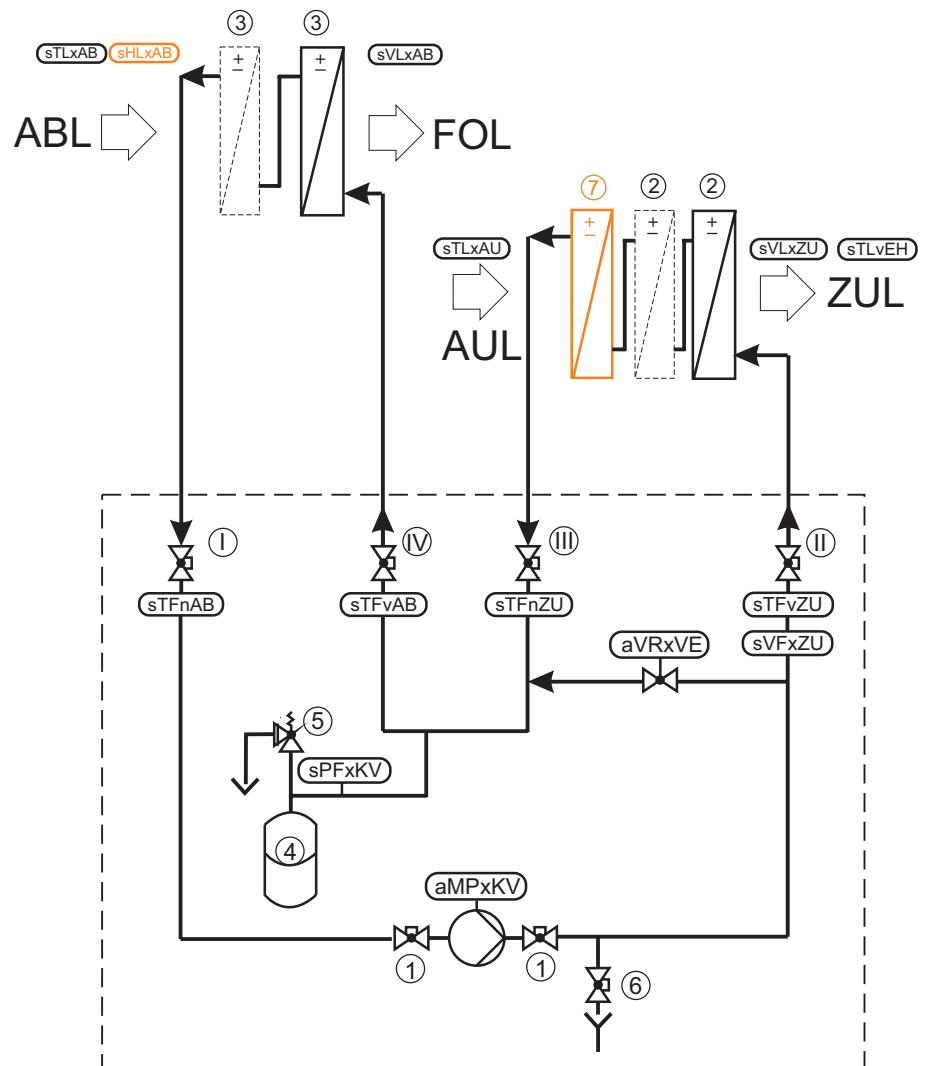 ③ ③
sTLxAB sHLxAB sVLxAB
± ±
ABL FOL
⑦ ② ②
± ± ±
sTLxAU sVLxZU sTLvEH
AUL ZUL
I IV III II
sTFnAB sTFvAB sTFnZU sTFvZU
aVRxVE sVFxZU
⑤
sPFxKV
④
aMPxKV
① ①
⑥